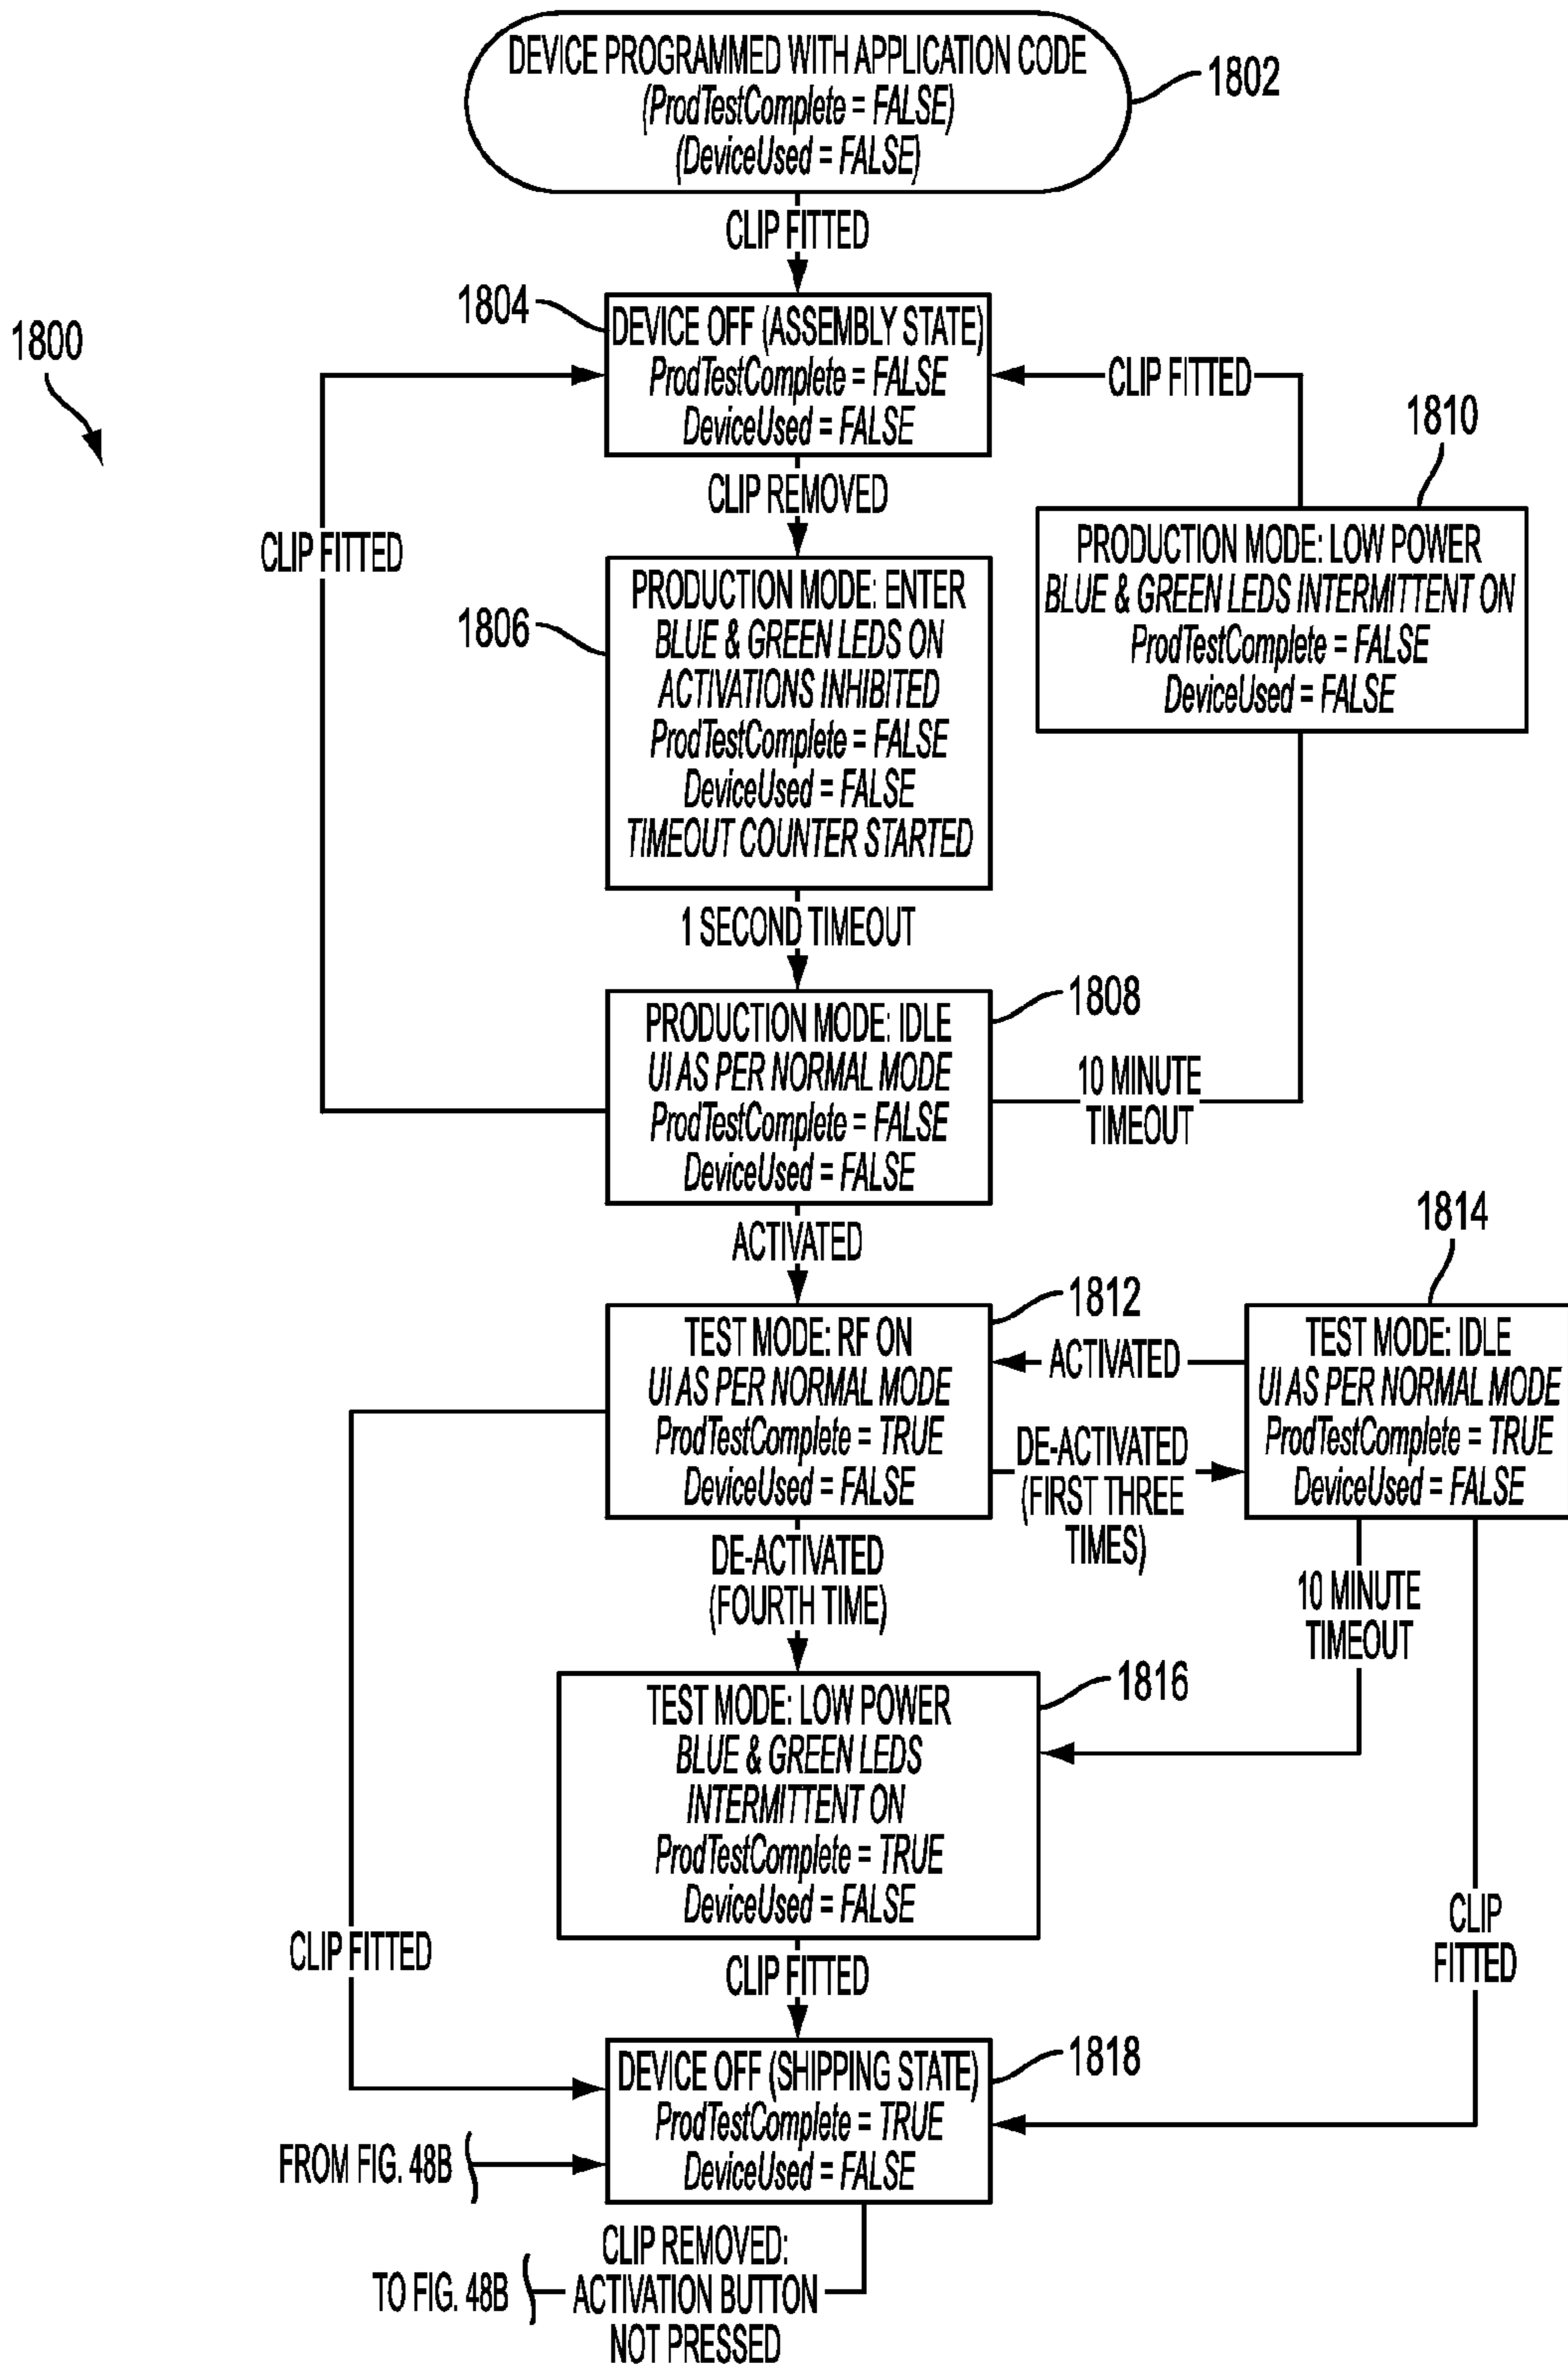 DEVICE PROGRAMMED WITH APPLICATION CODE
(ProdTestComplete = FALSE)
(DeviceUsed = FALSE)
1802
CLIP FITTED
1800
1804
DEVICE OFF (ASSEMBLY STATE)
ProdTestComplete = FALSE
DeviceUsed = FALSE
CLIP FITTED
1810
CLIP REMOVED
CLIP FITTED
PRODUCTION MODE: LOW POWER
BLUE & GREEN LEDS INTERMITTENT ON
ProdTestComplete = FALSE
DeviceUsed = FALSE
1806
PRODUCTION MODE: ENTER
BLUE & GREEN LEDS ON
ACTIVATIONS INHIBITED
ProdTestComplete = FALSE
DeviceUsed = FALSE
TIMEOUT COUNTER STARTED
1 SECOND TIMEOUT
1808
PRODUCTION MODE: IDLE
UI AS PER NORMAL MODE
ProdTestComplete = FALSE
DeviceUsed = FALSE
10 MINUTE
TIMEOUT
ACTIVATED
1814
1812
TEST MODE: RF ON
UI AS PER NORMAL MODE
ProdTestComplete = TRUE
DeviceUsed = FALSE
ACTIVATED
DE-ACTIVATED
(FIRST THREE
TIMES)
TEST MODE: IDLE
UI AS PER NORMAL MODE
ProdTestComplete = TRUE
DeviceUsed = FALSE
DE-ACTIVATED
(FOURTH TIME)
10 MINUTE
TIMEOUT
1816
TEST MODE: LOW POWER
BLUE & GREEN LEDS
INTERMITTENT ON
ProdTestComplete = TRUE
DeviceUsed = FALSE
CLIP FITTED
CLIP
FITTED
CLIP FITTED
1818
DEVICE OFF (SHIPPING STATE)
ProdTestComplete = TRUE
DeviceUsed = FALSE
FROM FIG. 48B
CLIP REMOVED:
ACTIVATION BUTTON
NOT PRESSED
TO FIG. 48B